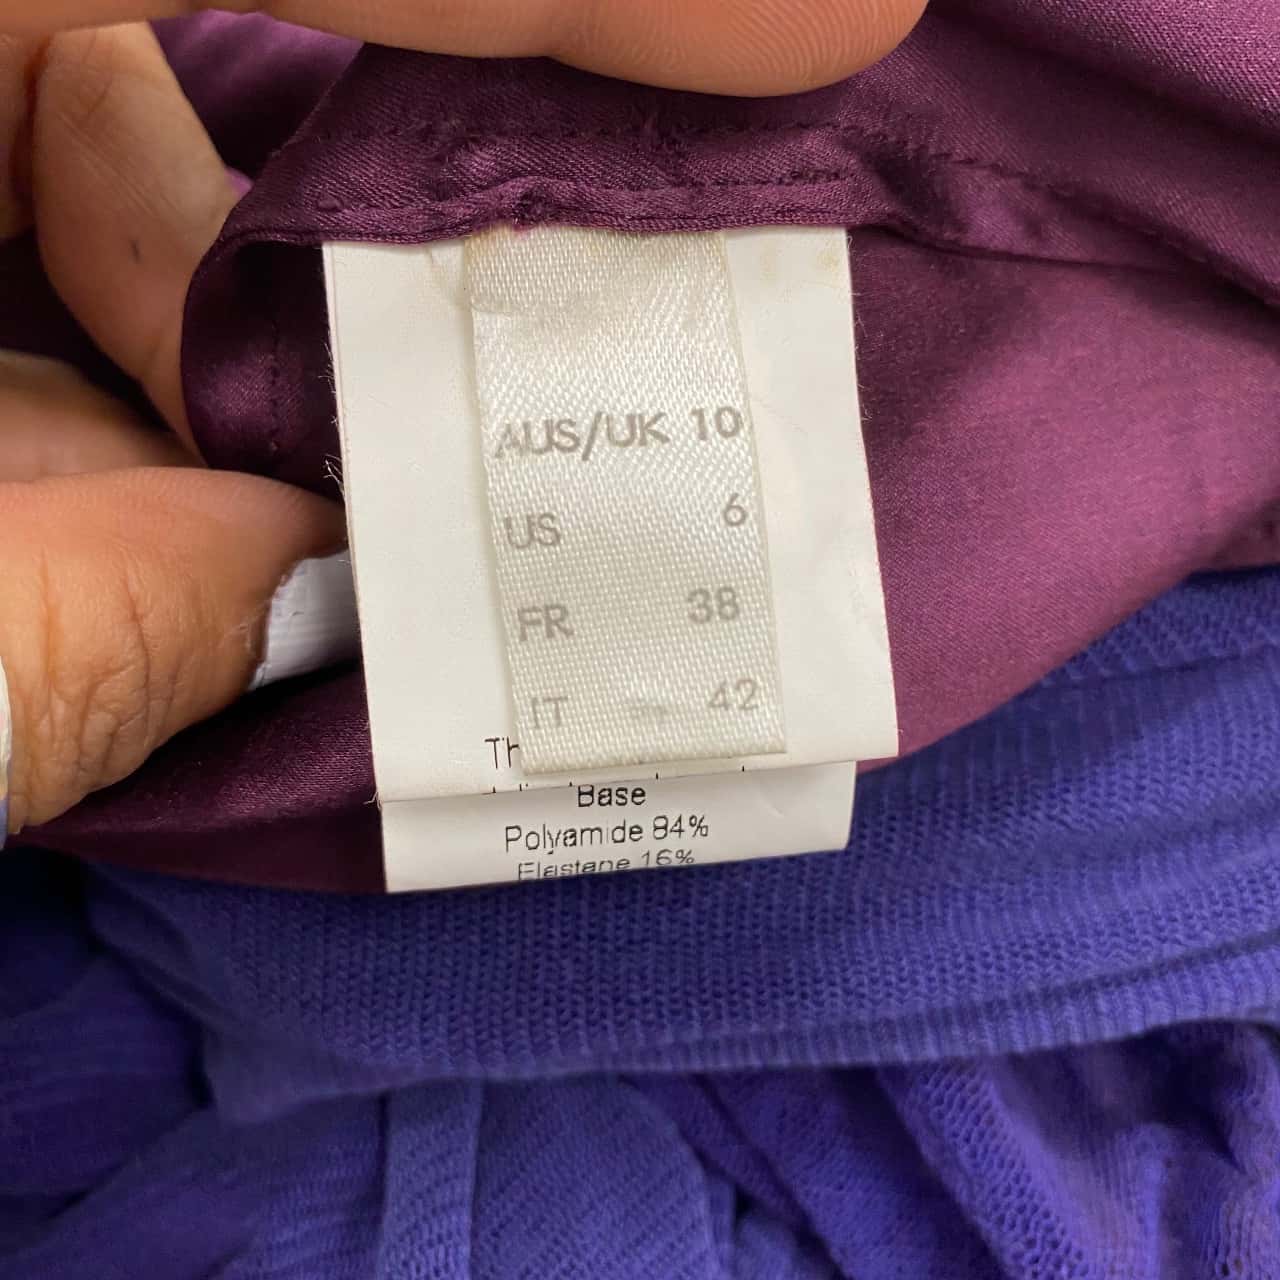 AUS/UK 10
US 6
FR 38
IT 42
Base
Polyamide 84%
Elastane 16%